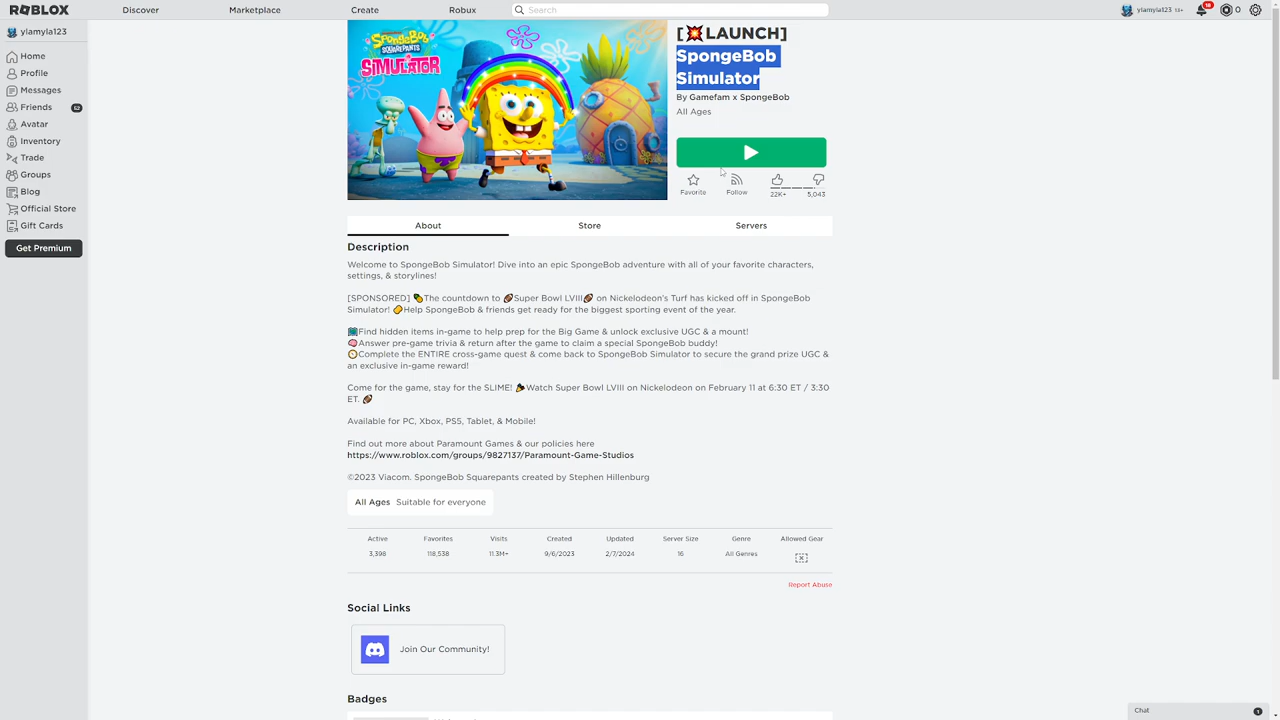 ROBLOX
Discover
Marketplace
Create
Robux
Search
yiamyla123 13+
18
0
yiamyla123
Home
Profile
Messages
Friends
52
Avatar
Inventory
Trade
Groups
Blog
Official Store
Gift Cards
Get Premium
SpongeBob
SQUAREPANTS
SIMULATOR
[💥LAUNCH]
SpongeBob
Simulator
By Gamefam x SpongeBob
All Ages
Favorite
Follow
22K+
5,043
About
Store
Servers
Description
Welcome to SpongeBob Simulator! Dive into an epic SpongeBob adventure with all of your favorite characters,
settings, & storylines!
[SPONSORED] 🍍The countdown to 🏈Super Bowl LVIII🏈 on Nickelodeon's Turf has kicked off in SpongeBob
Simulator! 🧽Help SpongeBob & friends get ready for the biggest sporting event of the year.
Find hidden items in-game to help prep for the Big Game & unlock exclusive UGC & a mount!
🧠Answer pre-game trivia & return after the game to claim a special SpongeBob buddy!
Complete the ENTIRE cross-game quest & come back to SpongeBob Simulator to secure the grand prize UGC &
an exclusive in-game reward!
Come for the game, stay for the SLIME! 🎉Watch Super Bowl LVIII on Nickelodeon on February 11 at 6:30 ET / 3:30
ET. 🏈
Available for PC, Xbox, PS5, Tablet, & Mobile!
Find out more about Paramount Games & our policies here
https://www.roblox.com/groups/9827137/Paramount-Game-Studios
©2023 Viacom. SpongeBob Squarepants created by Stephen Hillenburg
All Ages Suitable for everyone
Active Favorites Visits Created Updated Server Size Genre Allowed Gear
3,398 118,538 11.3M+ 9/6/2023 2/7/2024 16 All Genres
Report Abuse
Social Links
Join Our Community!
Badges
Chat
1